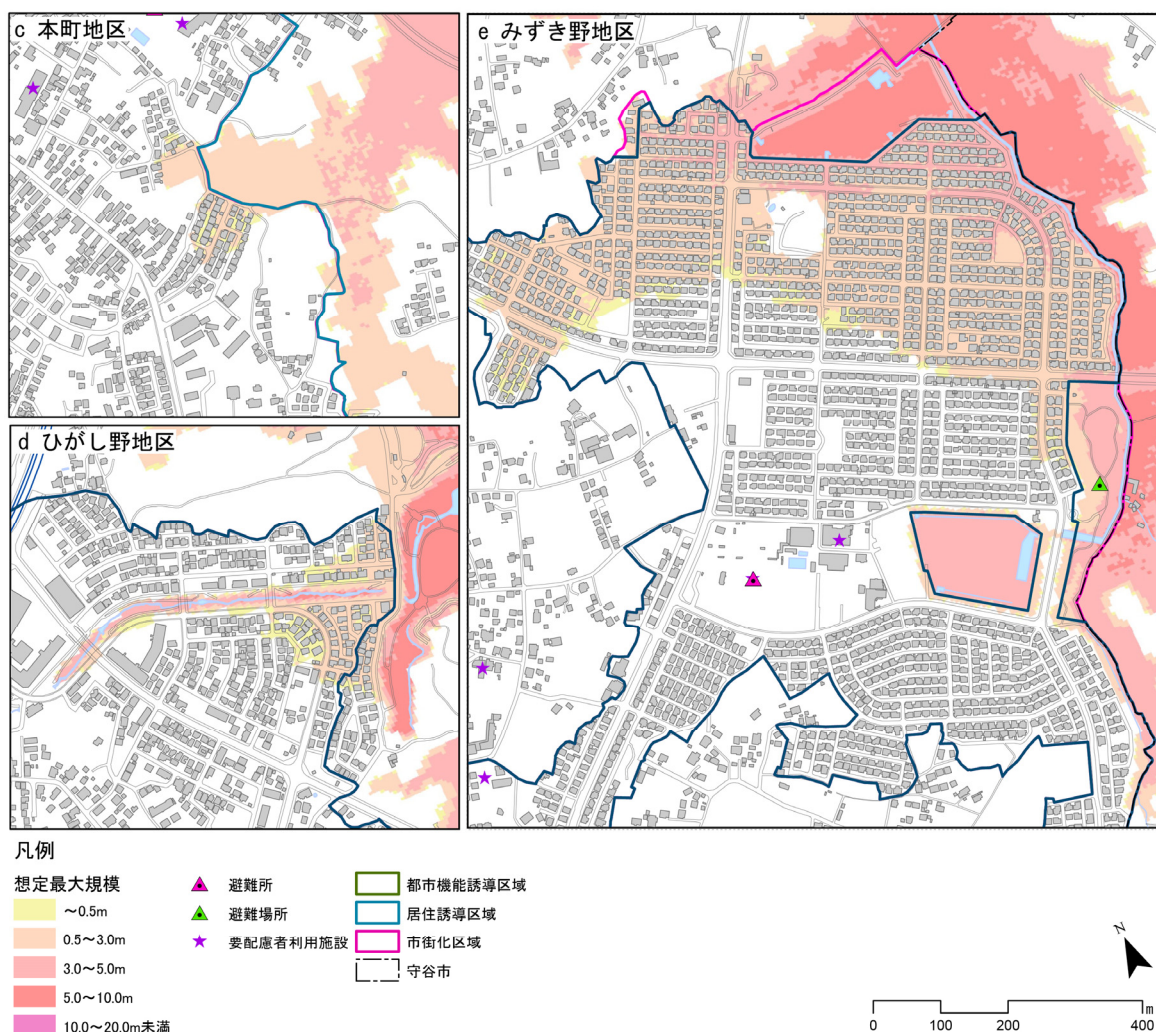 c 本町地区
e みずき野地区
d ひがし野地区
凡例
想定最大規模
～0.5m
0.5～3.0m
3.0～5.0m
5.0～10.0m
10.0～20.0m未満
避難所
避難場所
要配慮者利用施設
都市機能誘導区域
居住誘導区域
市街化区域
守谷市
N
m
0 100 200 400